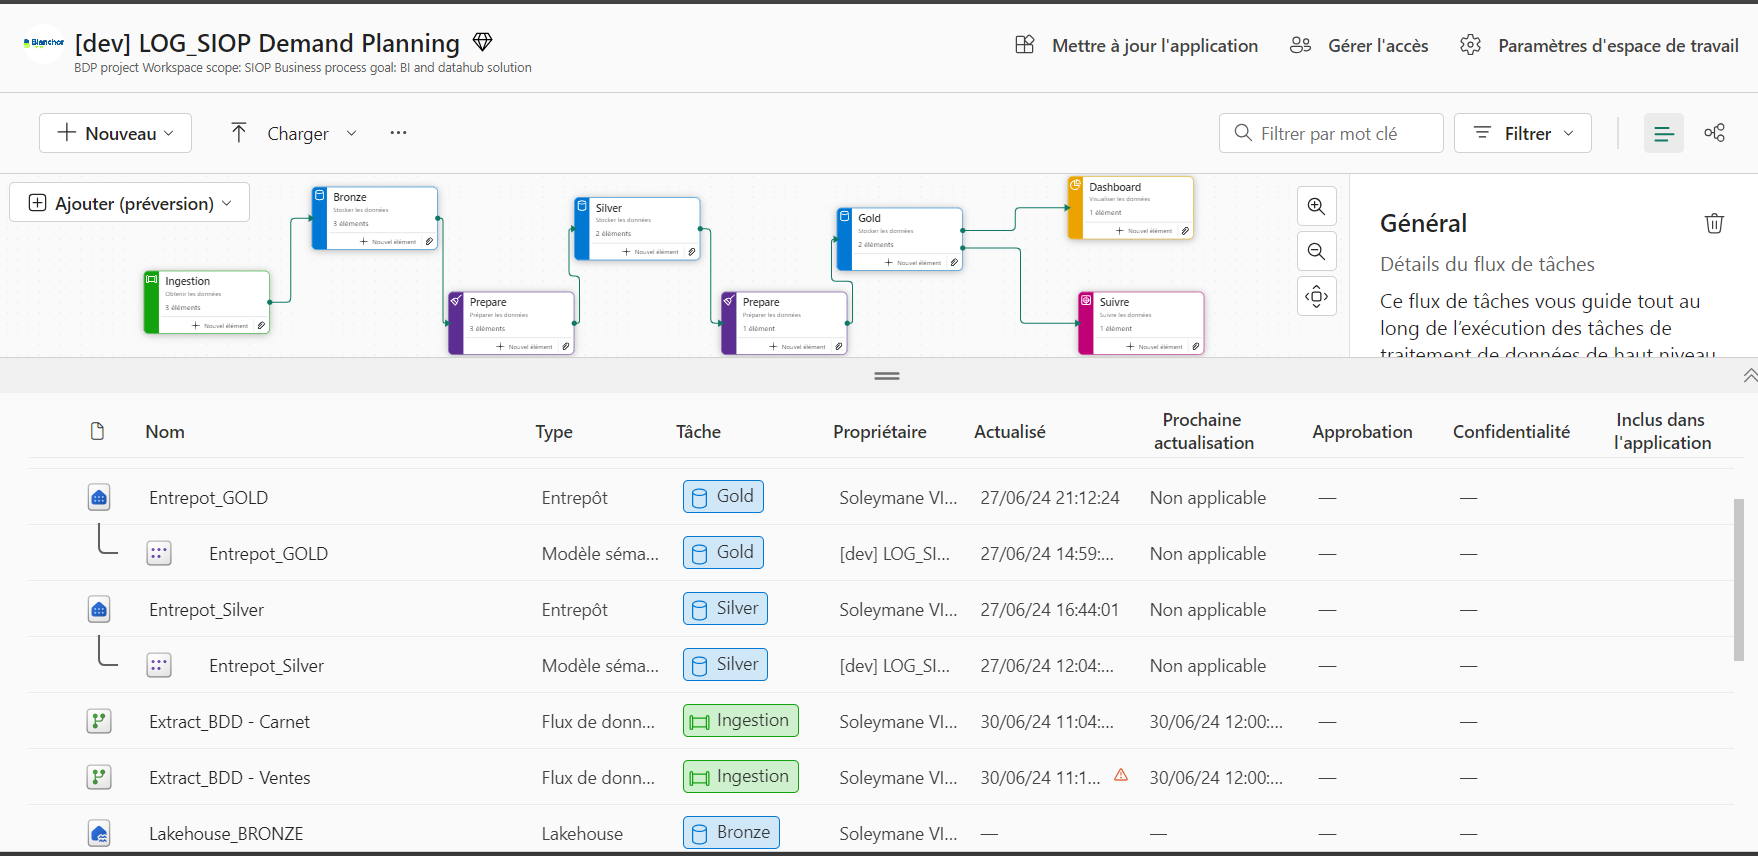 Bianchor
[dev] LOG_SIOP Demand Planning
BDP project Workspace scope: SIOP Business process goal: BI and datahub solution
Mettre à jour l'application
Gérer l'accès
Paramètres d'espace de travail
Nouveau
Charger
Filtrer par mot clé
Filtrer
Ajouter (préversion)
Ingestion
Obtenir les données
3 éléments
Nouvel élément
Bronze
Stocker les données
3 éléments
Nouvel élément
Prepare
Préparer les données
3 éléments
Nouvel élément
Silver
Stocker les données
2 éléments
Nouvel élément
Prepare
Préparer les données
1 élément
Nouvel élément
Gold
Stocker les données
2 éléments
Nouvel élément
Dashboard
Visualiser les données
1 élément
Nouvel élément
Suivre
Suivre les données
1 élément
Nouvel élément
Général
Détails du flux de tâches
Ce flux de tâches vous guide tout au
long de l’exécution des tâches de
traitement de données de haut niveau
Nom Type Tâche Propriétaire Actualisé Prochaine actualisation Approbation Confidentialité Inclus dans l'application
Entrepot_GOLD Entrepôt Gold Soleymane VI... 27/06/24 21:12:24 Non applicable — —
Entrepot_GOLD Modèle séma... Gold [dev] LOG_SI... 27/06/24 14:59:... Non applicable — —
Entrepot_Silver Entrepôt Silver Soleymane VI... 27/06/24 16:44:01 Non applicable — —
Entrepot_Silver Modèle séma... Silver [dev] LOG_SI... 27/06/24 12:04:... Non applicable — —
Extract_BDD - Carnet Flux de donn... Ingestion Soleymane VI... 30/06/24 11:04:... 30/06/24 12:00:... — —
Extract_BDD - Ventes Flux de donn... Ingestion Soleymane VI... 30/06/24 11:1... 30/06/24 12:00:... — —
Lakehouse_BRONZE Lakehouse Bronze Soleymane VI... — — — —